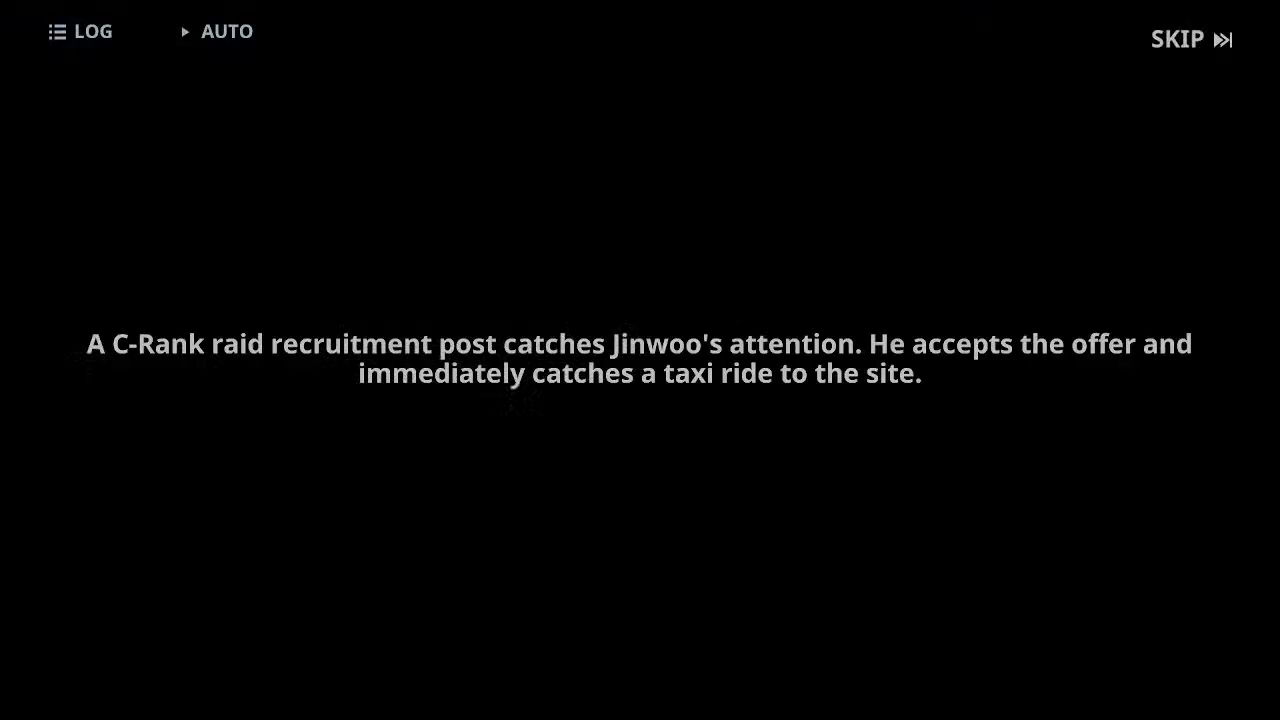 LOG
AUTO
SKIP
A C-Rank raid recruitment post catches Jinwoo's attention. He accepts the offer and
immediately catches a taxi ride to the site.